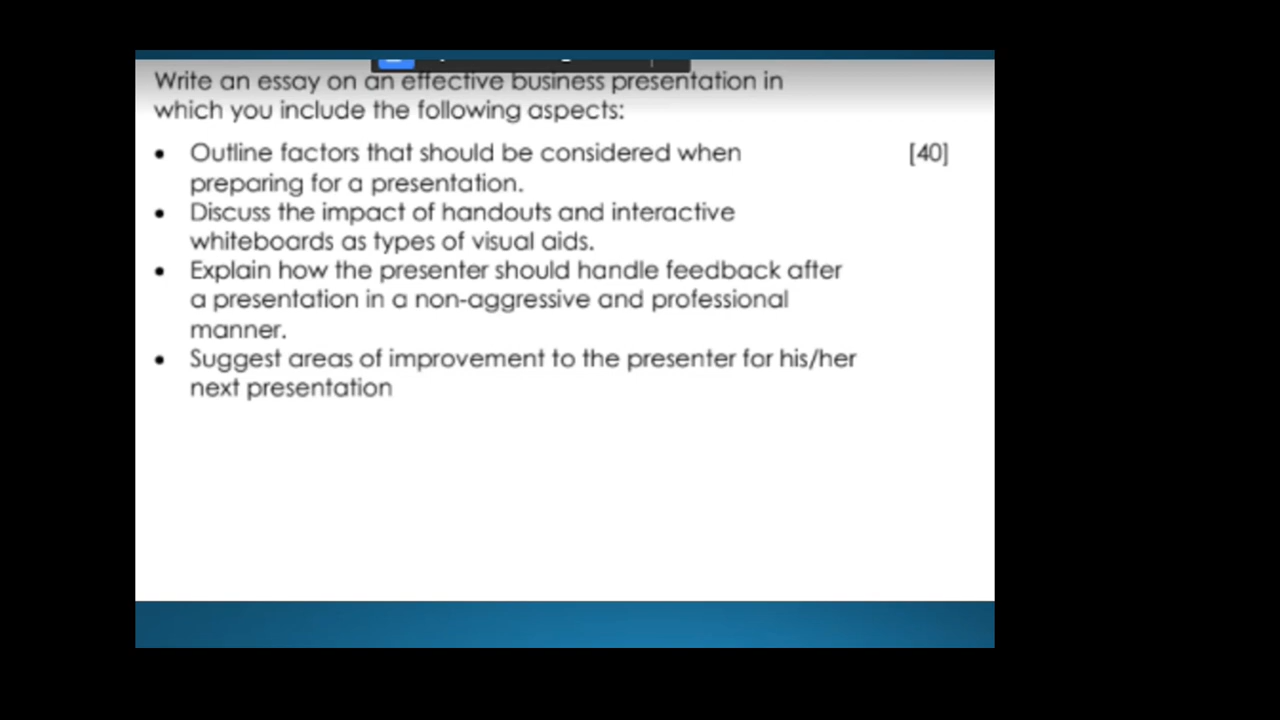 Write an essay on an effective business presentation in
which you include the following aspects:
• Outline factors that should be considered when [40]
preparing for a presentation.
• Discuss the impact of handouts and interactive
whiteboards as types of visual aids.
• Explain how the presenter should handle feedback after
a presentation in a non-aggressive and professional
manner.
• Suggest areas of improvement to the presenter for his/her
next presentation